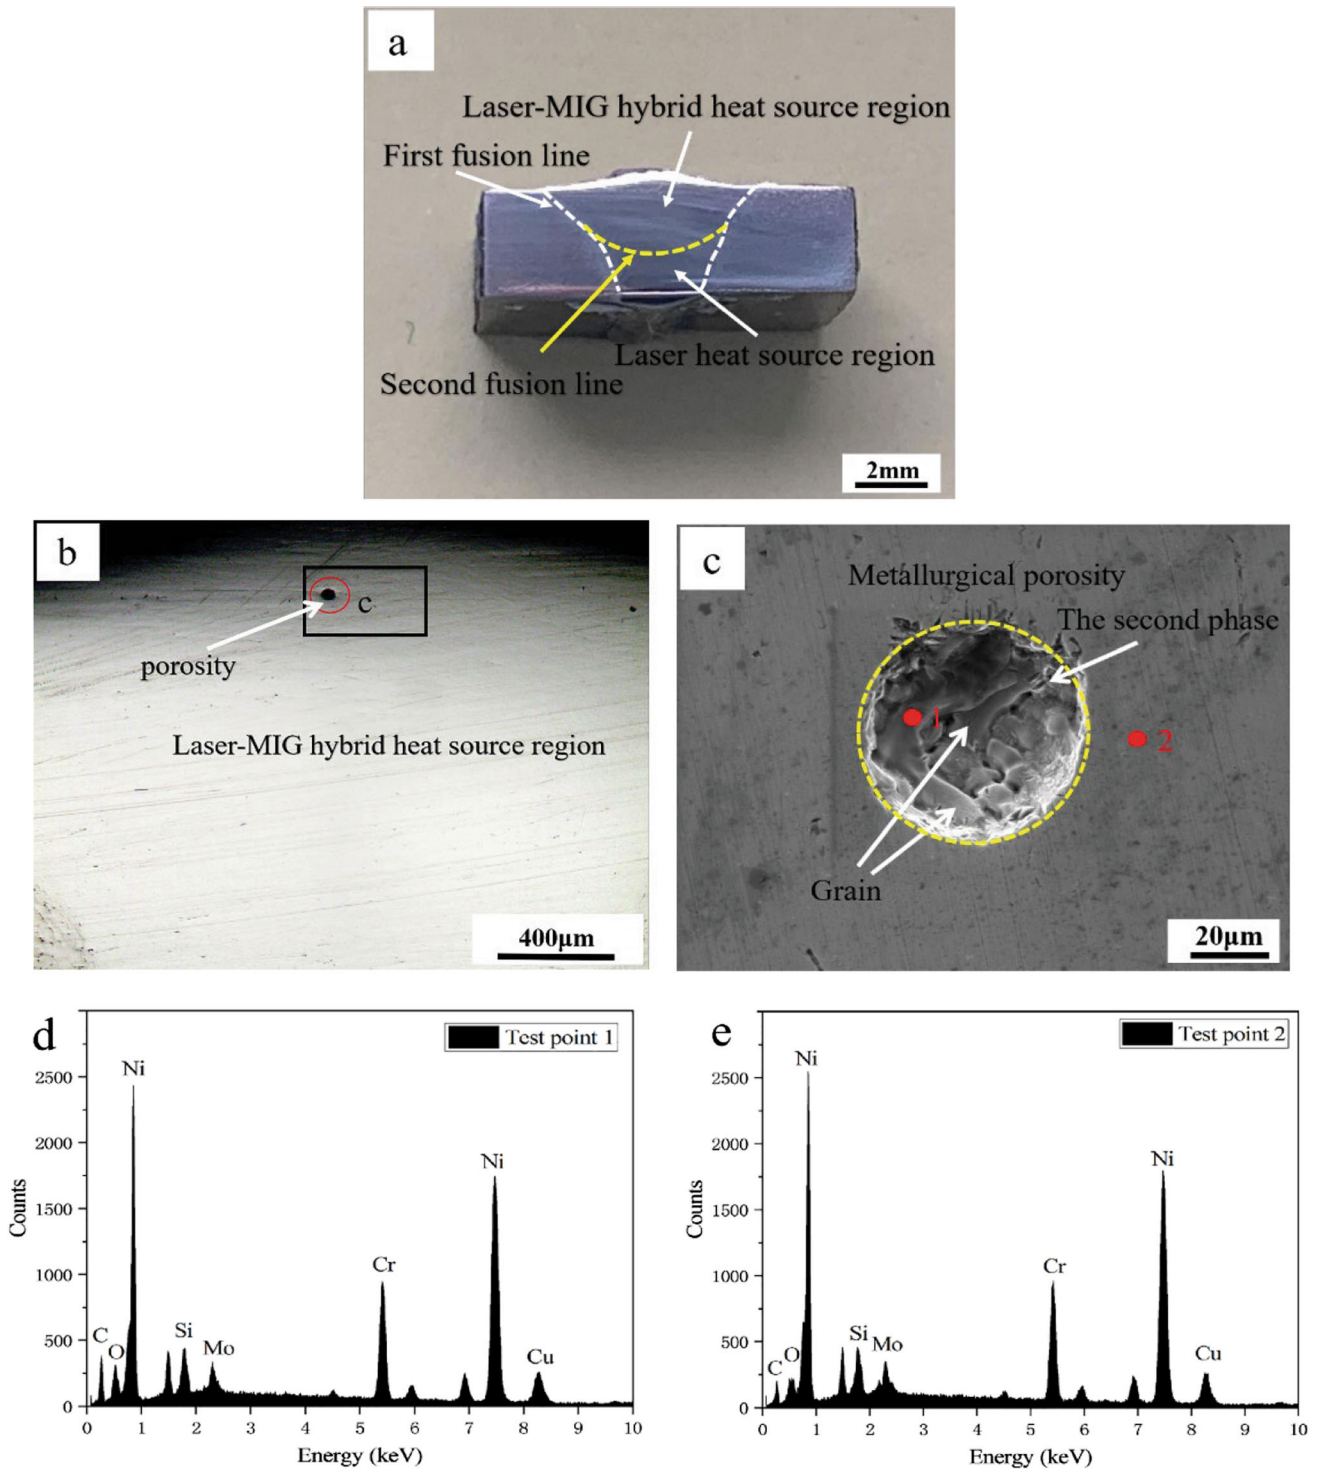 a
Laser-MIG hybrid heat source region
First fusion line
Laser heat source region
Second fusion line
2mm
b
c
porosity
Laser-MIG hybrid heat source region
400μm
c
Metallurgical porosity
The second phase
1
2
Grain
20μm
d
Test point 1
Ni
Ni
Cr
C
O
Si
Mo
Cu
2500
2000
1500
1000
500
0
Counts
0 1 2 3 4 5 6 7 8 9 10
Energy (keV)
e
Test point 2
Ni
Ni
Cr
C
O
Si
Mo
Cu
2500
2000
1500
1000
500
0
Counts
0 1 2 3 4 5 6 7 8 9 10
Energy (keV)